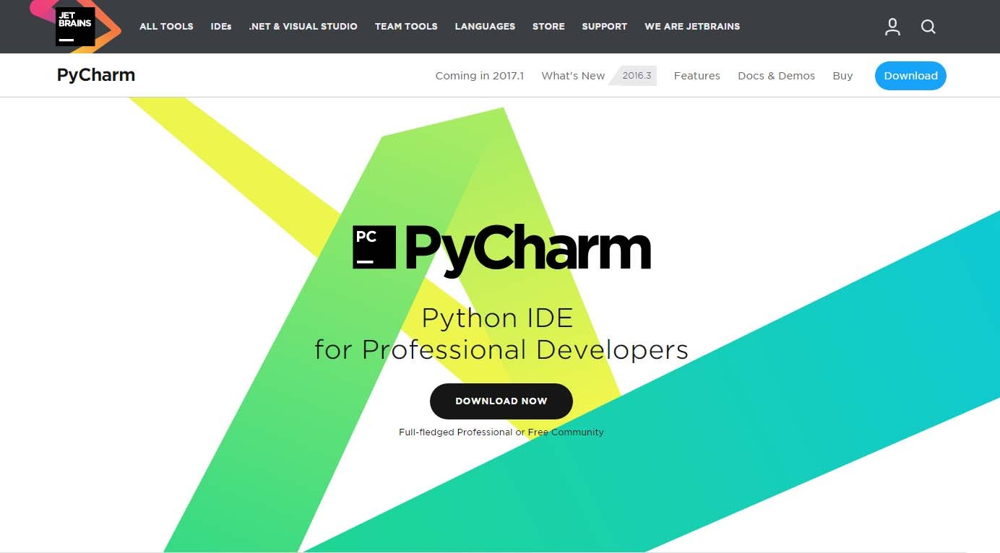 JET
BRAINS
ALL TOOLS IDEs .NET & VISUAL STUDIO TEAM TOOLS LANGUAGES STORE SUPPORT WE ARE JETBRAINS
PyCharm
Coming in 2017.1 What's New 2016.3 Features Docs & Demos Buy Download
PC PyCharm
Python IDE
for Professional Developers
DOWNLOAD NOW
Full-fledged Professional or Free Community